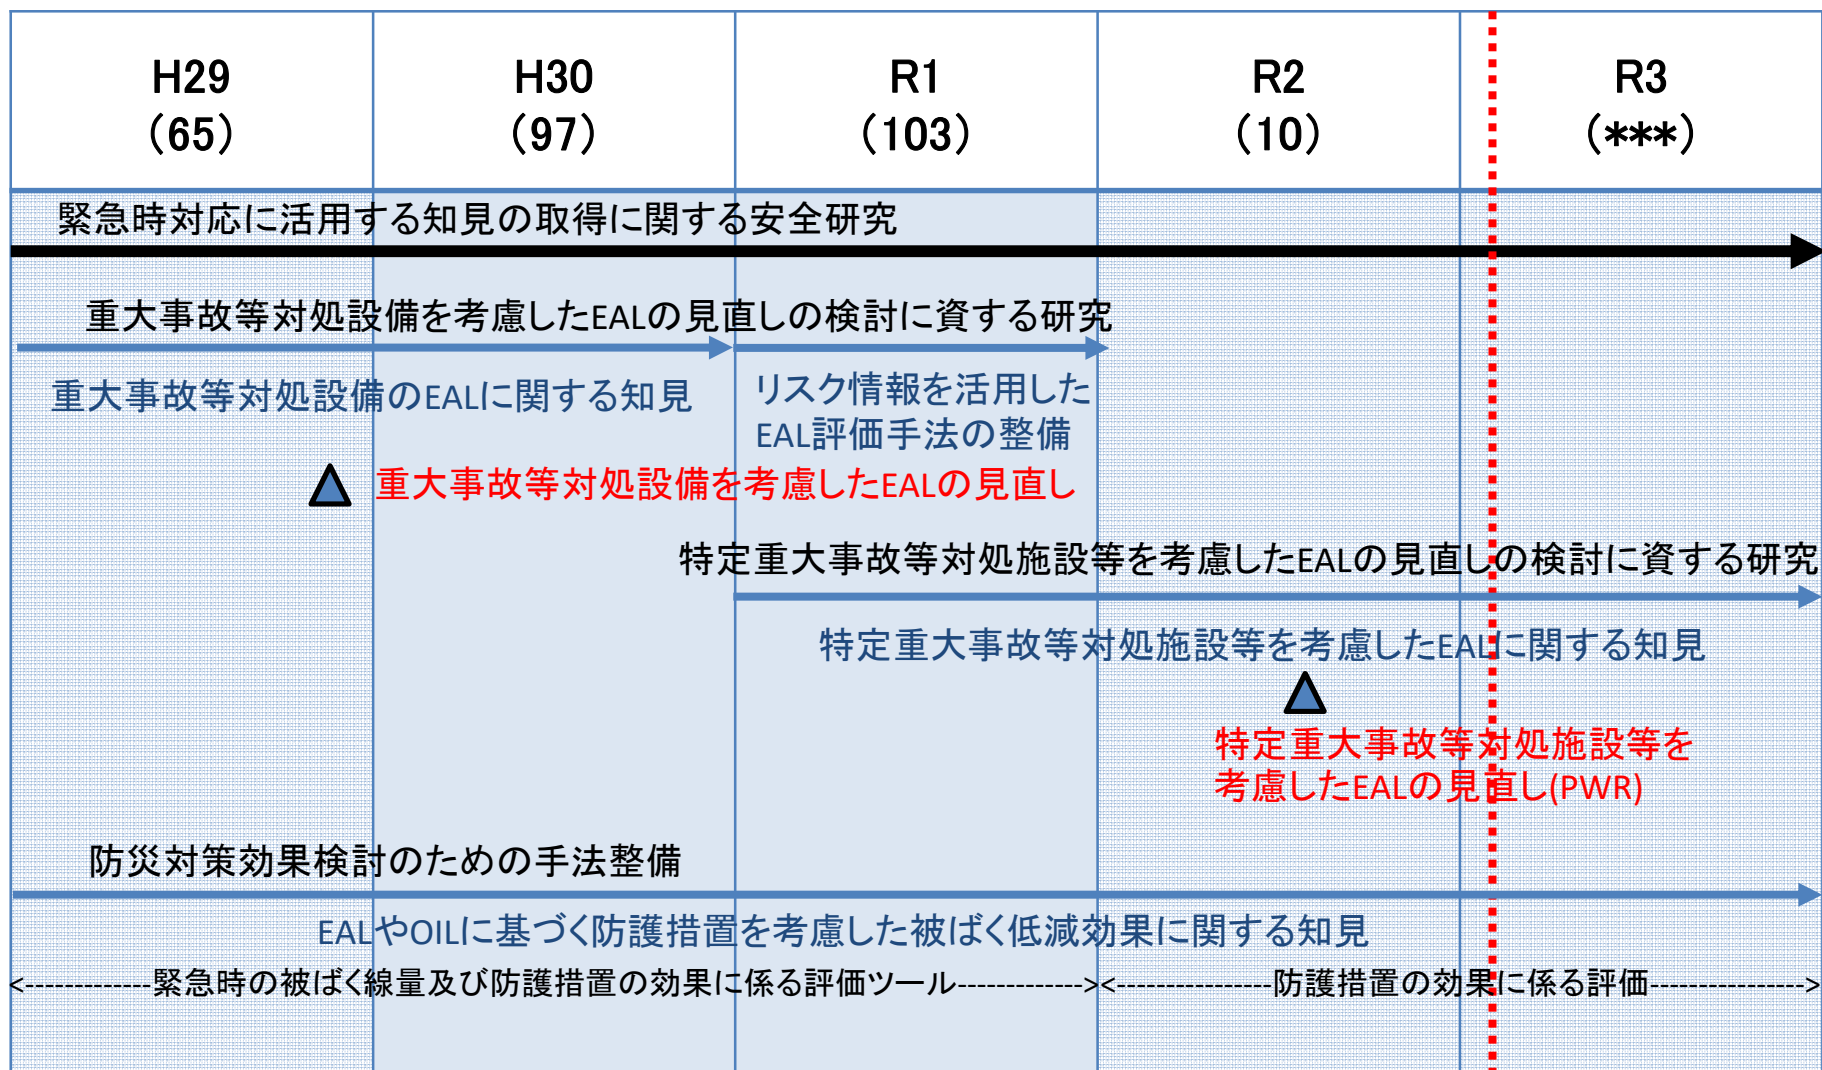 H29
（65）
H30
（97）
R1
（103）
R2
（10）
R3
（***）
緊急時対応に活用する知見の取得に関する安全研究
重大事故等対処設備を考慮したEALの見直しの検討に資する研究
重大事故等対処設備のEALに関する知見
リスク情報を活用した
EAL評価手法の整備
重大事故等対処設備を考慮したEALの見直し
特定重大事故等対処施設等を考慮したEALの見直しの検討に資する研究
特定重大事故等対処施設等を考慮したEALに関する知見
特定重大事故等対処施設等を
考慮したEALの見直し(PWR)
防災対策効果検討のための手法整備
EALやOILに基づく防護措置を考慮した被ばく低減効果に関する知見
<-------------緊急時の被ばく線量及び防護措置の効果に係る評価ツール-------------><----------------防護措置の効果に係る評価---------------->